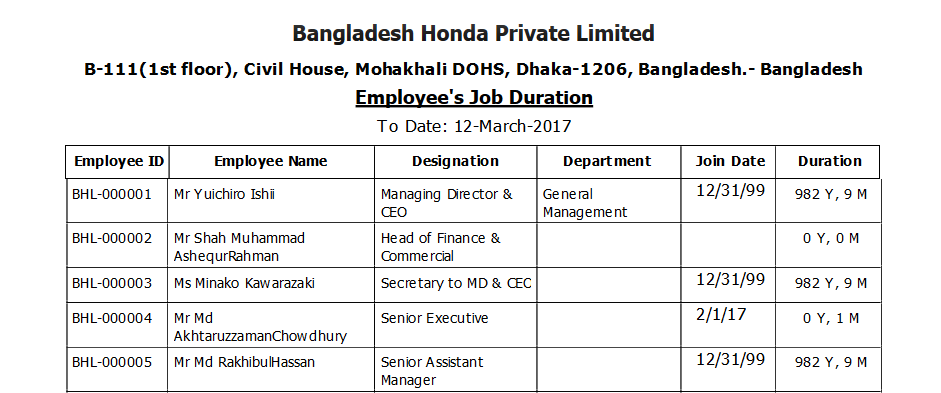 Bangladesh Honda Private Limited
B-111(1st floor), Civil House, Mohakhali DOHS, Dhaka-1206, Bangladesh.- Bangladesh
Employee's Job Duration
To Date: 12-March-2017
Employee ID Employee Name Designation Department Join Date Duration
BHL-000001 Mr Yuichiro Ishii Managing Director & General 12/31/99 982 Y, 9 M
CEO Management
BHL-000002 Mr Shah Muhammad Head of Finance & 0 Y, 0 M
AshequrRahman Commercial
BHL-000003 Ms Minako Kawarazaki Secretary to MD & CEO 12/31/99 982 Y, 9 M
BHL-000004 Mr Md Senior Executive 2/1/17 0 Y, 1 M
AkhtaruzzamanChowdhury
BHL-000005 Mr Md RakhibulHassan Senior Assistant 12/31/99 982 Y, 9 M
Manager